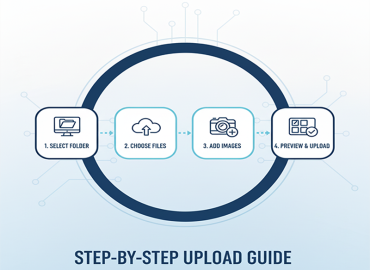 1. SELECT FOLDER
2. CHOOSE FILES
3. ADD IMAGES
4. PREVIEW & UPLOAD
STEP-BY-STEP UPLOAD GUIDE